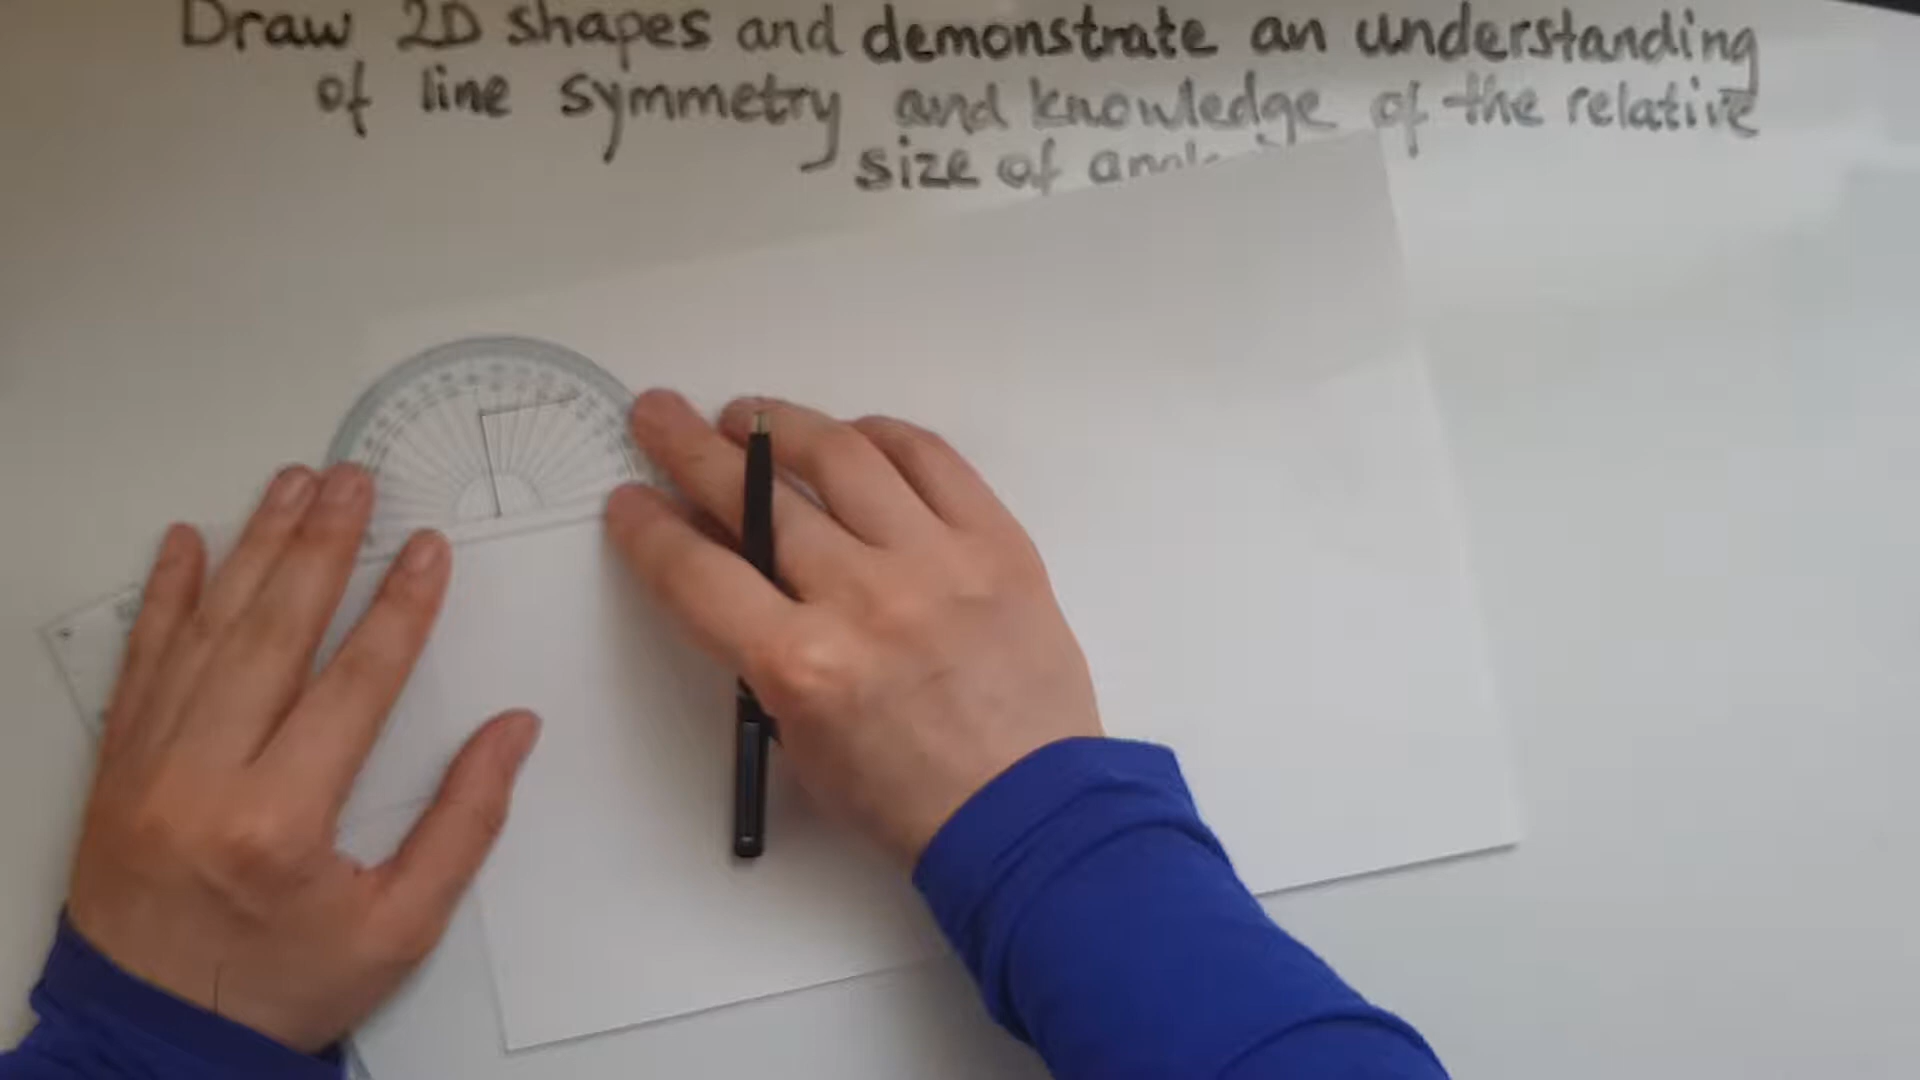 Draw 2D shapes and demonstrate an understanding
of line symmetry and knowledge of the relative
size of